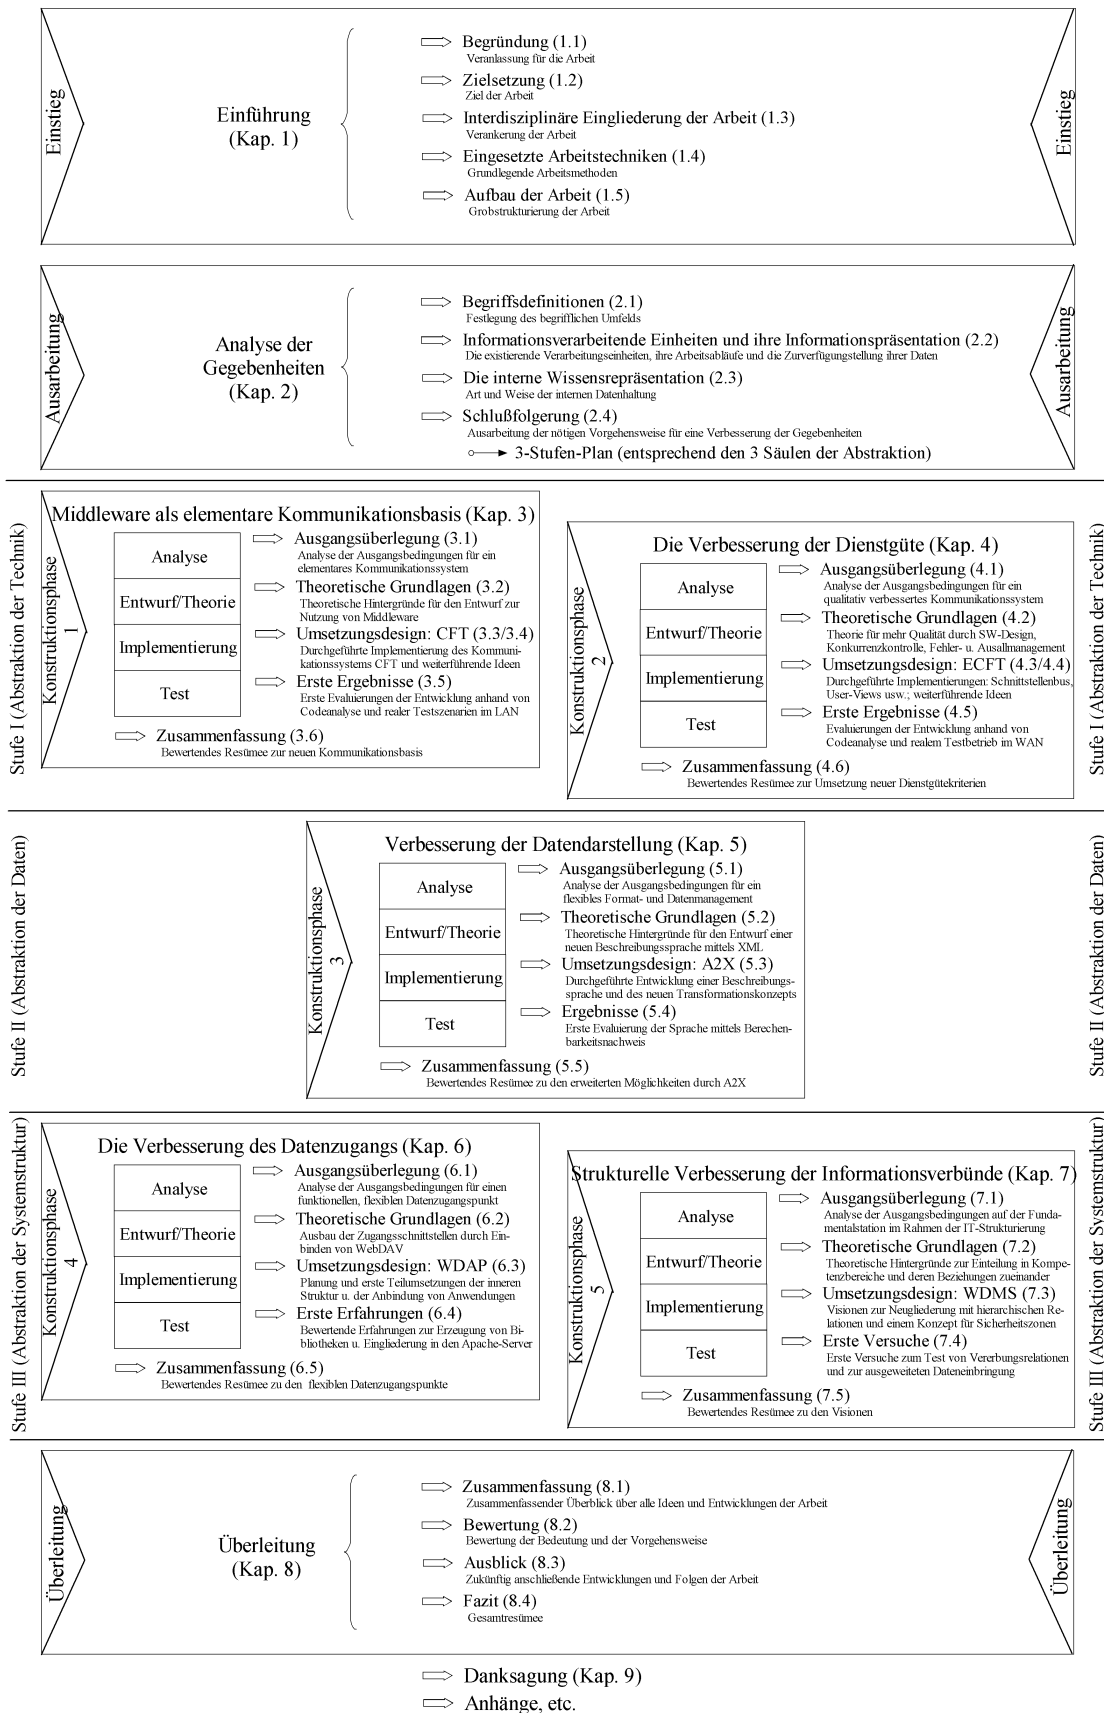 Einstieg
Einführung
(Kap. 1)
Begründung (1.1)
Veranlassung für die Arbeit
Zielsetzung (1.2)
Ziel der Arbeit
Interdisziplinäre Eingliederung der Arbeit (1.3)
Verankerung der Arbeit
Eingesetzte Arbeitstechniken (1.4)
Grundlegende Arbeitsmethoden
Aufbau der Arbeit (1.5)
Grobstrukturierung der Arbeit
Einstieg
Ausarbeitung
Analyse der
Gegebenheiten
(Kap. 2)
Begriffsdefinitionen (2.1)
Festlegung des begrifflichen Umfelds
Informationsverarbeitende Einheiten und ihre Informationspräsentation (2.2)
Die existierende Verarbeitungseinheiten, ihre Arbeitsabläufe und die Zurverfügungstellung ihrer Daten
Die interne Wissensrepräsentation (2.3)
Art und Weise der internen Datenhaltung
Schlußfolgerung (2.4)
Ausarbeitung der nötigen Vorgehensweise für eine Verbesserung der Gegebenheiten
3-Stufen-Plan (entsprechend den 3 Säulen der Abstraktion)
Ausarbeitung
Stufe I (Abstraktion der Technik)
Konstruktionsphase
1
Middleware als elementare Kommunikationsbasis (Kap. 3)
Analyse
Entwurf/Theorie
Implementierung
Test
Ausgangsüberlegung (3.1)
Analyse der Ausgangsbedingungen für ein
elementares Kommunikationssystem
Theoretische Grundlagen (3.2)
Theoretische Hintergründe für den Entwurf zur
Nutzung von Middleware
Umsetzungsdesign: CFT (3.3/3.4)
Durchgeführte Implementierung des Kommuni-
kationssystems CFT und weiterführende Ideen
Erste Ergebnisse (3.5)
Erste Evaluierungen der Entwicklung anhand von
Codeanalyse und realer Testszenarien im LAN
Zusammenfassung (3.6)
Bewertendes Resümee zur neuen Kommunikationsbasis
Konstruktionsphase
2
Die Verbesserung der Dienstgüte (Kap. 4)
Analyse
Entwurf/Theorie
Implementierung
Test
Ausgangsüberlegung (4.1)
Analyse der Ausgangsbedingungen für ein
qualitativ verbessertes Kommunikationssystem
Theoretische Grundlagen (4.2)
Theorie für mehr Qualität durch SW-Design,
Konkurrenzkontrolle, Fehler- u. Ausallmanagement
Umsetzungsdesign: ECFT (4.3/4.4)
Durchgeführte Implementierungen: Schnittstellenbus,
User-Views usw.; weiterführende Ideen
Erste Ergebnisse (4.5)
Evaluierungen der Entwicklung anhand von
Codeanalyse und realem Testbetrieb im WAN
Zusammenfassung (4.6)
Bewertendes Resümee zur Umsetzung neuer Dienstgütekriterien
Stufe I (Abstraktion der Technik)
Stufe II (Abstraktion der Daten)
Konstruktionsphase
3
Verbesserung der Datendarstellung (Kap. 5)
Analyse
Entwurf/Theorie
Implementierung
Test
Ausgangsüberlegung (5.1)
Analyse der Ausgangsbedingungen für ein
flexibles Format- und Datenmanagement
Theoretische Grundlagen (5.2)
Theoretische Hintergründe für den Entwurf einer
neuen Beschreibungssprache mittels XML
Umsetzungsdesign: A2X (5.3)
Durchgeführte Entwicklung einer Beschreibungs-
sprache und des neuen Transformationskonzepts
Ergebnisse (5.4)
Erste Evaluierung der Sprache mittels Berechen-
barkeitsnachweis
Zusammenfassung (5.5)
Bewertendes Resümee zu den erweiterten Möglichkeiten durch A2X
Stufe II (Abstraktion der Daten)
Stufe III (Abstraktion der Systemstruktur)
Konstruktionsphase
4
Die Verbesserung des Datenzugangs (Kap. 6)
Analyse
Entwurf/Theorie
Implementierung
Test
Ausgangsüberlegung (6.1)
Analyse der Ausgangsbedingungen für einen
funktionellen, flexiblen Datenzugangspunkt
Theoretische Grundlagen (6.2)
Ausbau der Zugangsschnittstellen durch Ein-
binden von WebDAV
Umsetzungsdesign: WDAP (6.3)
Planung und erste Teilumsetzungen der inneren
Struktur u. der Anbindung von Anwendungen
Erste Erfahrungen (6.4)
Bewertende Erfahrungen zur Erzeugung von Bi-
bliotheken u. Eingliederung in den Apache-Server
Zusammenfassung (6.5)
Bewertendes Resümee zu den flexiblen Datenzugangspunkte
Konstruktionsphase
5
Strukturelle Verbesserung der Informationsverbünde (Kap. 7)
Analyse
Entwurf/Theorie
Implementierung
Test
Ausgangsüberlegung (7.1)
Analyse der Ausgangsbedingungen auf der Funda-
mentalstation im Rahmen der IT-Strukturierung
Theoretische Grundlagen (7.2)
Theoretische Hintergründe zur Einteilung in Kompe-
tenzbereiche und deren Beziehungen zueinander
Umsetzungsdesign: WDMS (7.3)
Visionen zur Neugliederung mit hierarchischen Re-
lationen und einem Konzept für Sicherheitszonen
Erste Versuche (7.4)
Erste Versuche zum Test von Vererbungsrelationen
und zur ausgeweiteten Dateneinbringung
Zusammenfassung (7.5)
Bewertendes Resümee zu den Visionen
Stufe III (Abstraktion der Systemstruktur)
Überleitung
Überleitung
(Kap. 8)
Zusammenfassung (8.1)
Zusammenfassender Überblick über alle Ideen und Entwicklungen der Arbeit
Bewertung (8.2)
Bewertung der Bedeutung und der Vorgehensweise
Ausblick (8.3)
Zukünftig anschließende Entwicklungen und Folgen der Arbeit
Fazit (8.4)
Gesamtresümee
Überleitung
Danksagung (Kap. 9)
Anhänge, etc.